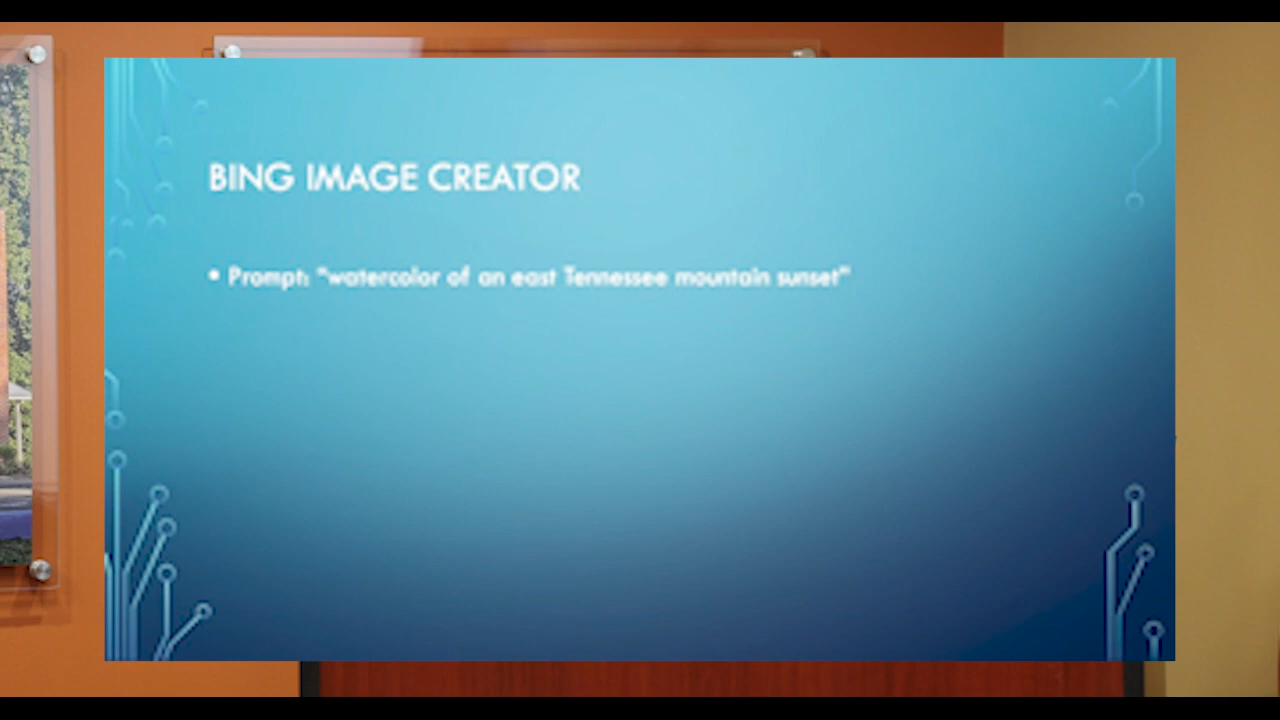 BING IMAGE CREATOR
• Prompt: "watercolor of an east Tennessee mountain sunset"